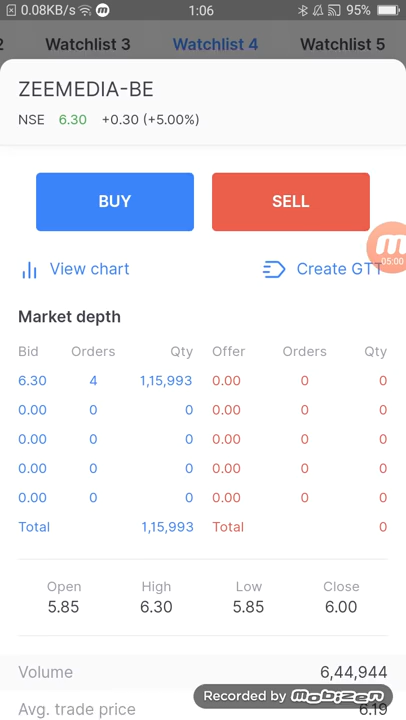 0.08KB/s 1:06 95%
2 Watchlist 3 Watchlist 4 Watchlist 5
ZEEMEDIA-BE
NSE 6.30 +0.30 (+5.00%)
BUY SELL
05:00
View chart Create GTT
Market depth
Bid Orders Qty Offer Orders Qty
6.30 4 1,15,993 0.00 0 0
0.00 0 0 0.00 0 0
0.00 0 0 0.00 0 0
0.00 0 0 0.00 0 0
0.00 0 0 0.00 0 0
Total 1,15,993 Total 0
Open High Low Close
5.85 6.30 5.85 6.00
Volume 6,44,944
Recorded by mobizen
Avg. trade price 6.19